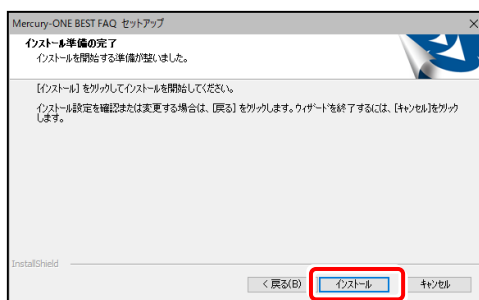 Mercury-ONE BEST FAQ セットアップ
インストール準備の完了
インストールを開始する準備が整いました。
[インストール] をクリックしてインストールを開始してください。
インストール設定を確認または変更する場合は、[戻る] をクリックします。ウィザードを終了するには、[キャンセル]をクリック
します。
InstallShield
< 戻る(B)
インストール
キャンセル